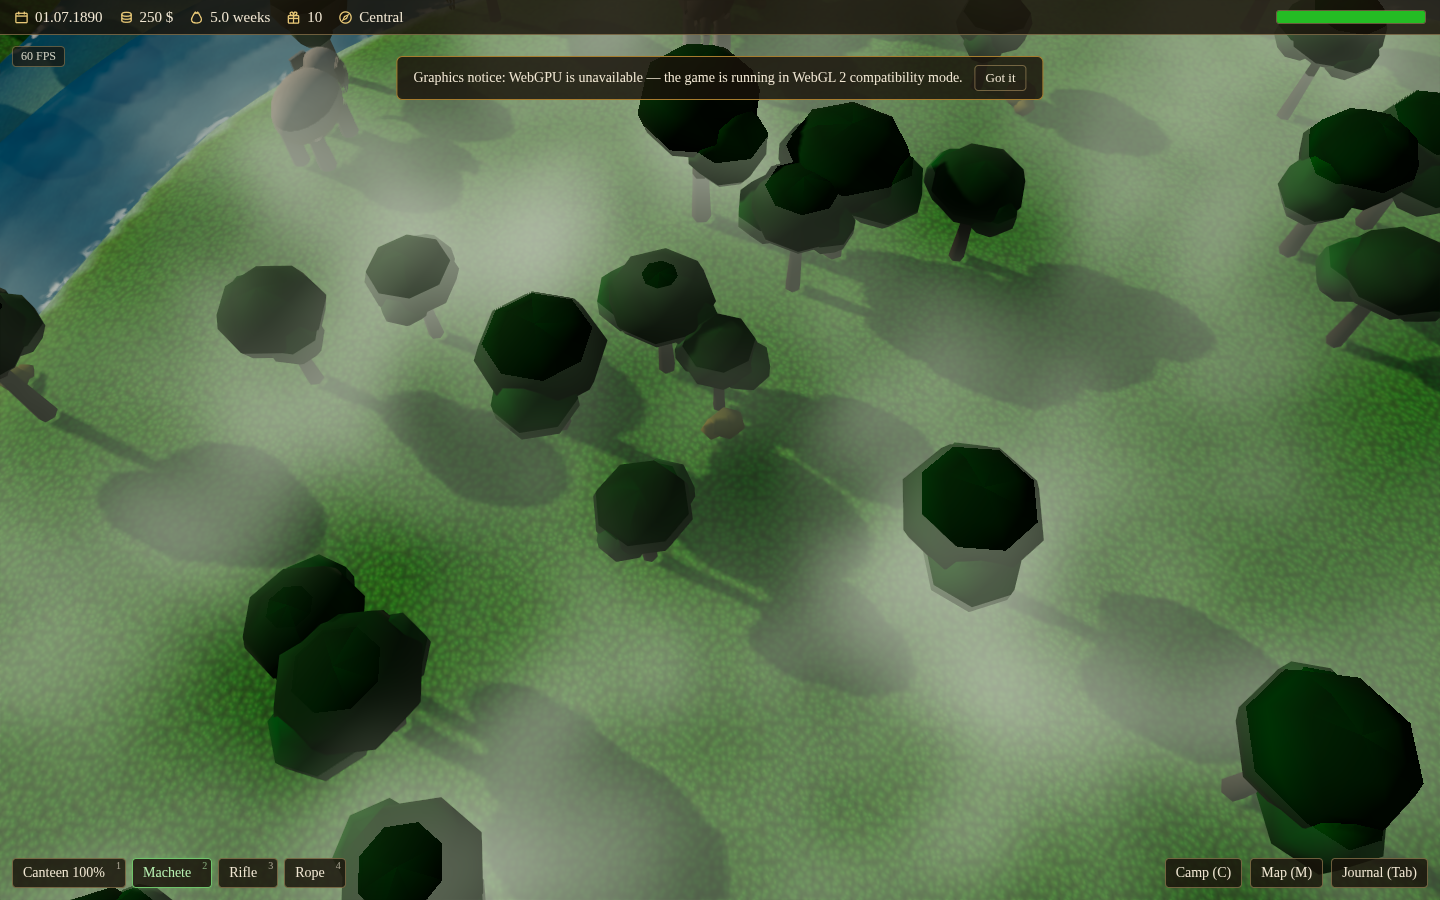 01.07.1890 250 $ 5.0 weeks 10 Central
60 FPS
Graphics notice: WebGPU is unavailable — the game is running in WebGL 2 compatibility mode. Got it
Canteen 100% 1 Machete 2 Rifle 3 Rope 4 Camp (C) Map (M) Journal (Tab)